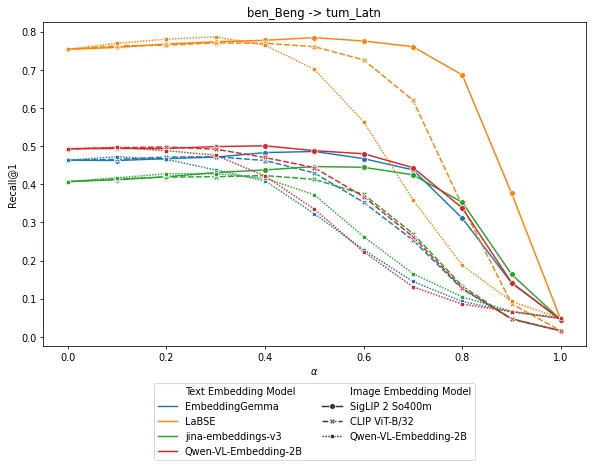 ben_Beng -> tum_Latn
0.8
0.7
0.6
0.5
0.4
0.3
0.2
0.1
0.0
Recall@1
0.0 0.2 0.4 0.6 0.8 1.0
α
Text Embedding Model Image Embedding Model
EmbeddingGemma SigLIP 2 So400m
LaBSE CLIP ViT-B/32
jina-embeddings-v3 Qwen-VL-Embedding-2B
Qwen-VL-Embedding-2B